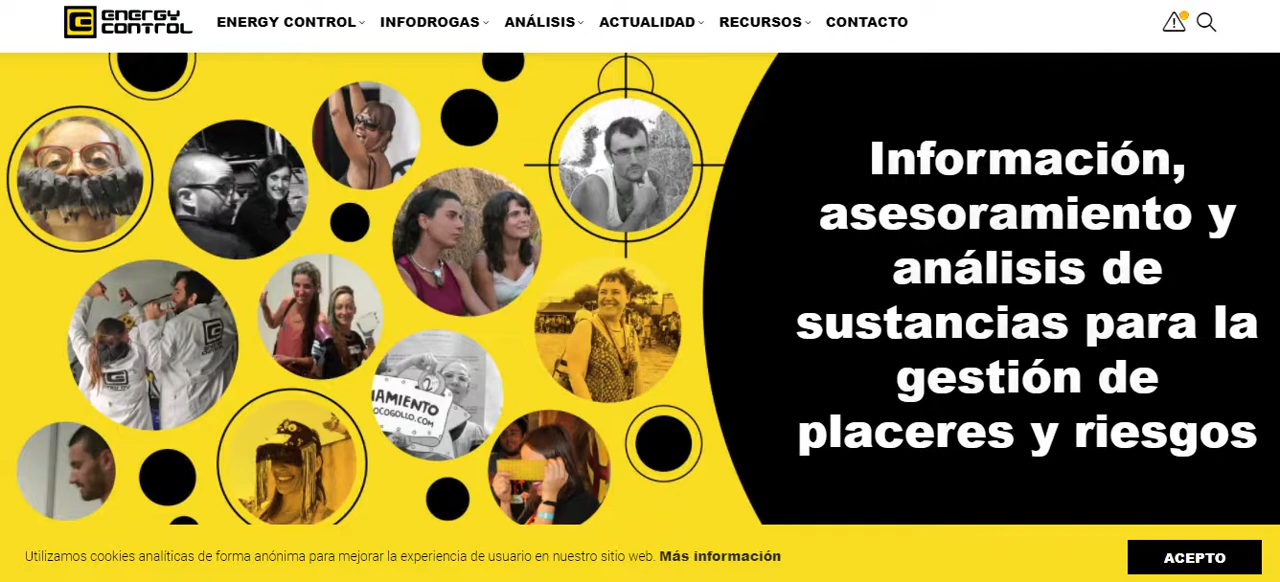 ENERGY CONTROL
ENERGY CONTROL INFODROGAS ANÁLISIS ACTUALIDAD RECURSOS CONTACTO
Información,
asesoramiento y
análisis de
sustancias para la
gestión de
placeres y riesgos
AMIENTO
OCOGOLLO.COM
Utilizamos cookies analíticas de forma anónima para mejorar la experiencia de usuario en nuestro sitio web. Más información
ACEPTO